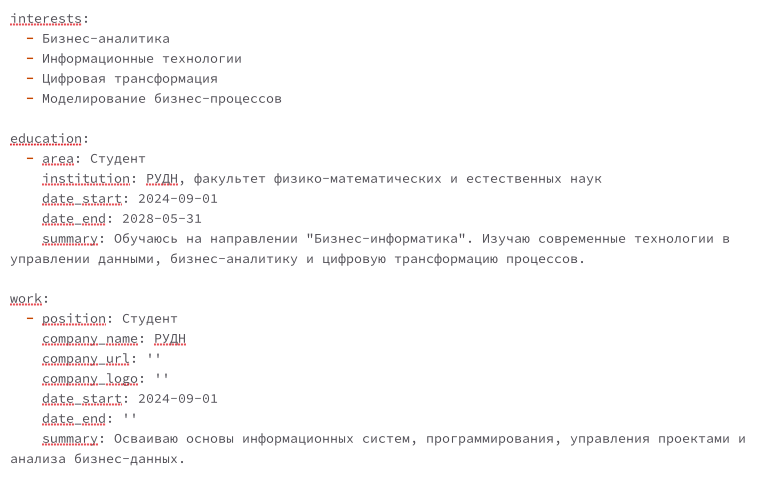 interests:
  - Бизнес-аналитика
  - Информационные технологии
  - Цифровая трансформация
  - Моделирование бизнес-процессов

education:
  - area: Студент
    institution: РУДН, факультет физико-математических и естественных наук
    date_start: 2024-09-01
    date_end: 2028-05-31
    summary: Обучаюсь на направлении "Бизнес-информатика". Изучаю современные технологии в
управлении данными, бизнес-аналитику и цифровую трансформацию процессов.

work:
  - position: Студент
    company_name: РУДН
    company_url: ''
    company_logo: ''
    date_start: 2024-09-01
    date_end: ''
    summary: Осваиваю основы информационных систем, программирования, управления проектами и
анализа бизнес-данных.